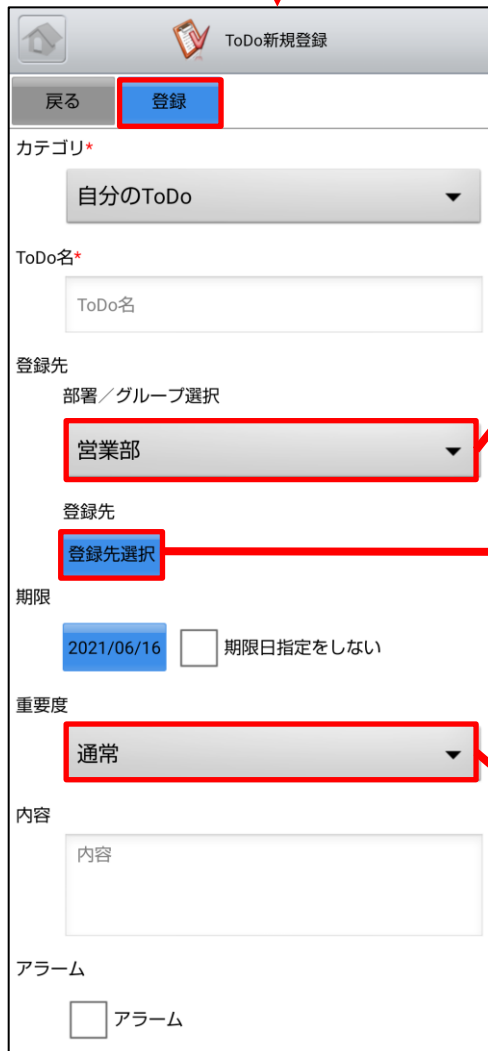 ToDo新規登録
戻る 登録
カテゴリ*
自分のToDo
ToDo名*
ToDo名
登録先
部署／グループ選択
営業部
登録先
登録先選択
期限
2021/06/16 期限日指定をしない
重要度
通常
内容
内容
アラーム
アラーム